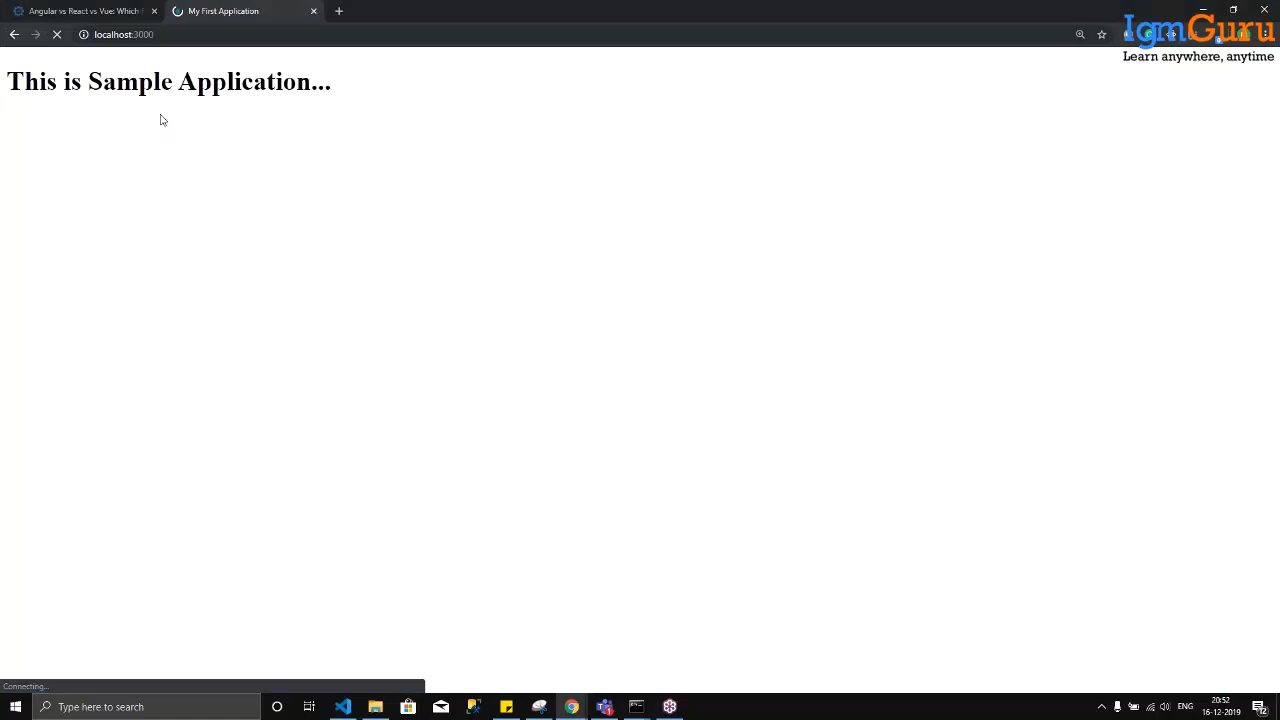 Angular vs React vs Vue: Which
My First Application
localhost:3000
IgmGuru
Learn anywhere, anytime
This is Sample Application...
Connecting...
Type here to search
ENG
20:52
16-12-2019